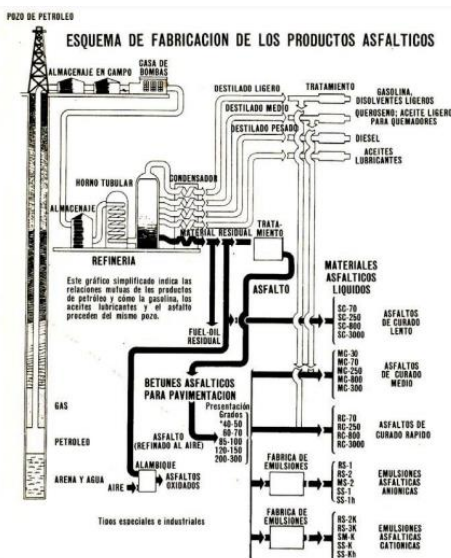 POZO DE PETROLEO
ESQUEMA DE FABRICACION DE LOS PRODUCTOS ASFALTICOS
ALMACENAJE EN CAMPO
CASA DE
BOMBAS
DESTILADO LIGERO
TRATAMIENTO
GASOLINA,
DISOLVENTES LIGEROS
DESTILADO MEDIO
QUEROSENO; ACEITE LIGERO
PARA QUEMADORES
DESTILADO PESADO
DIESEL
ACEITES
LUBRICANTES
HORNO TUBULAR
CONDENSADOR
ALMACENAJE
MATERIAL RESIDUAL
TRATA-
MIENTO
REFINERIA
ASFALTO
Este gráfico simplificado indica las
relaciones mutuas de los productos
de petróleo y cómo la gasolina, los
aceites lubricantes y el asfalto
proceden del mismo pozo.
FUEL-OIL
RESIDUAL
MATERIALES
ASFALTICOS
LIQUIDOS
SC-70
SC-250
SC-800
SC-3000
ASFALTOS
DE CURADO
LENTO
MC-30
MC-70
MC-250
MC-800
MC-300
ASFALTOS
DE CURADO
MEDIO
BETUNES ASFALTICOS
PARA PAVIMENTACION
Presentación
Grados
*40-50
60-70
85-100
120-150
200-300
ASFALTO
(REFINADO AL AIRE)
RC-70
RC-250
RC-800
RC-3000
ASFALTOS DE
CURADO RAPIDO
GAS
PETROLEO
ARENA Y AGUA
ALAMBIQUE
AIRE
ASFALTOS
OXIDADOS
FABRICA DE
EMULSIONES
RS-1
RS-2
MS-2
SS-1
SS-1h
EMULSIONES
ASFALTICAS
ANIONICAS
Tipos especiales e industriales
FABRICA DE
EMULSIONES
RS-2K
RS-3K
SM-K
SS-K
SS-Kh
EMULSIONES
ASFALTICAS
CATIONICAS